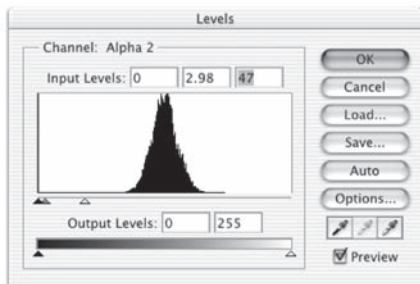 Levels
Channel: Alpha 2
Input Levels: 0 2.98 47
Output Levels: 0 255
OK
Cancel
Load...
Save...
Auto
Options...
Preview